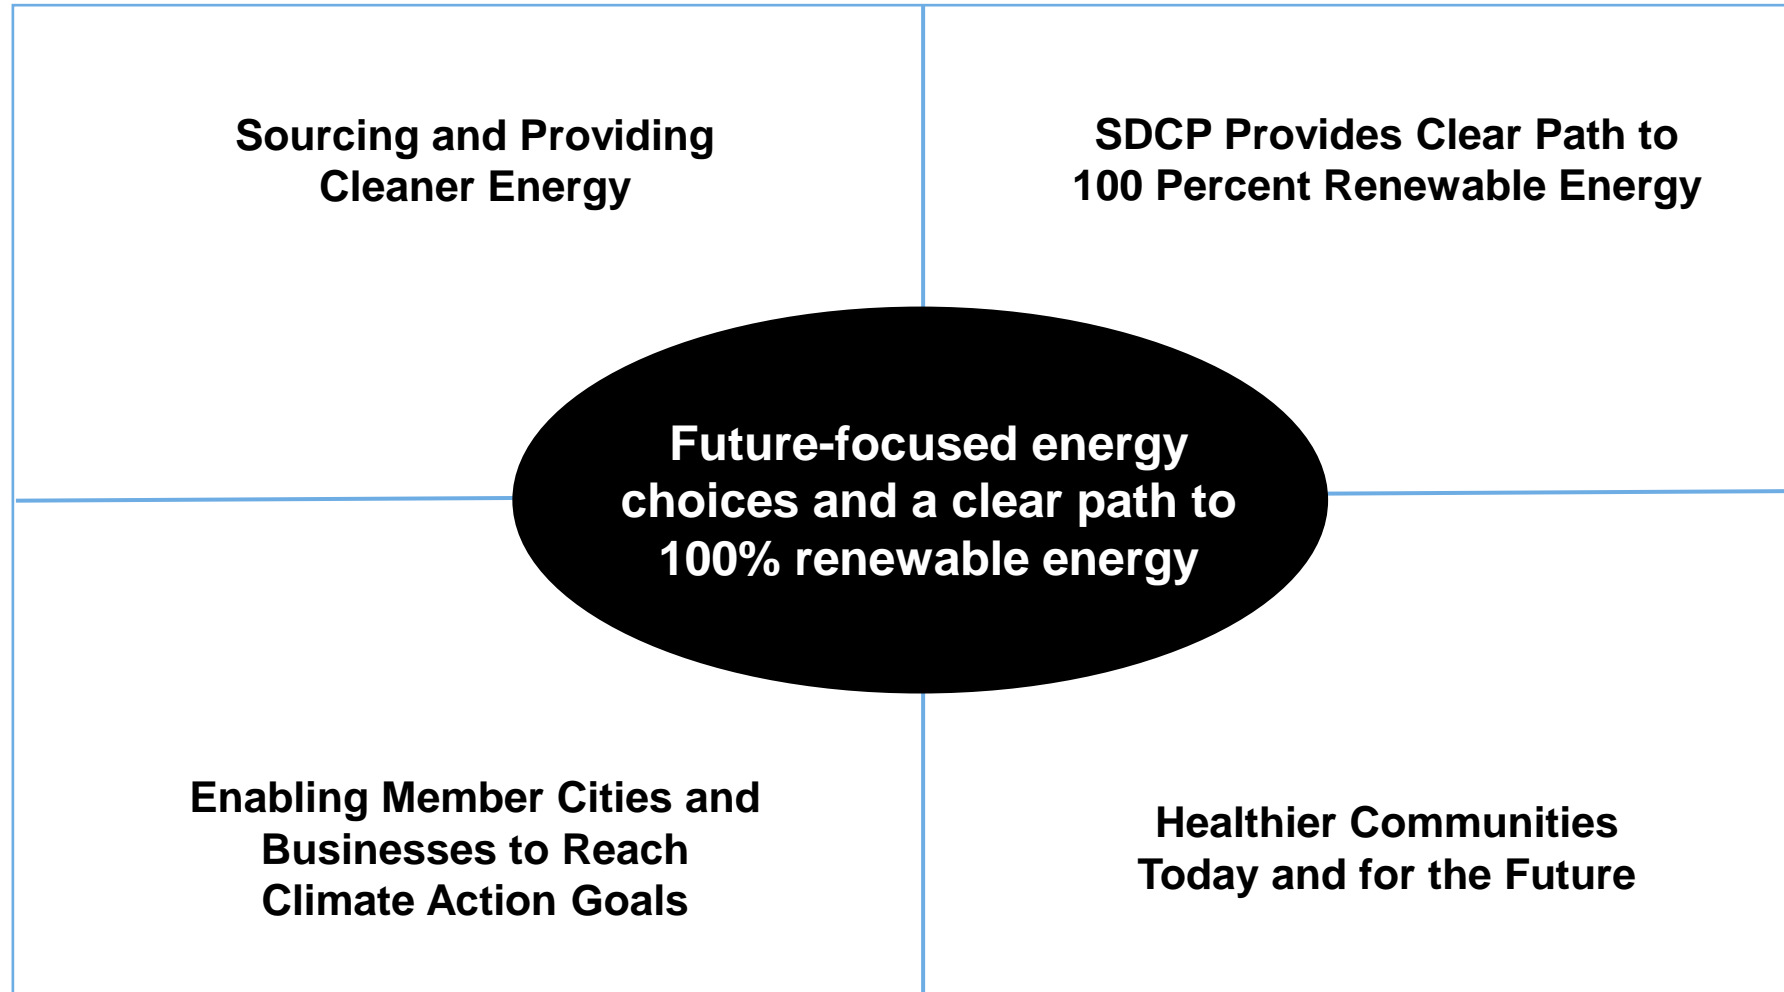 Sourcing and Providing
Cleaner Energy
SDCP Provides Clear Path to
100 Percent Renewable Energy
Future-focused energy
choices and a clear path to
100% renewable energy
Enabling Member Cities and
Businesses to Reach
Climate Action Goals
Healthier Communities
Today and for the Future